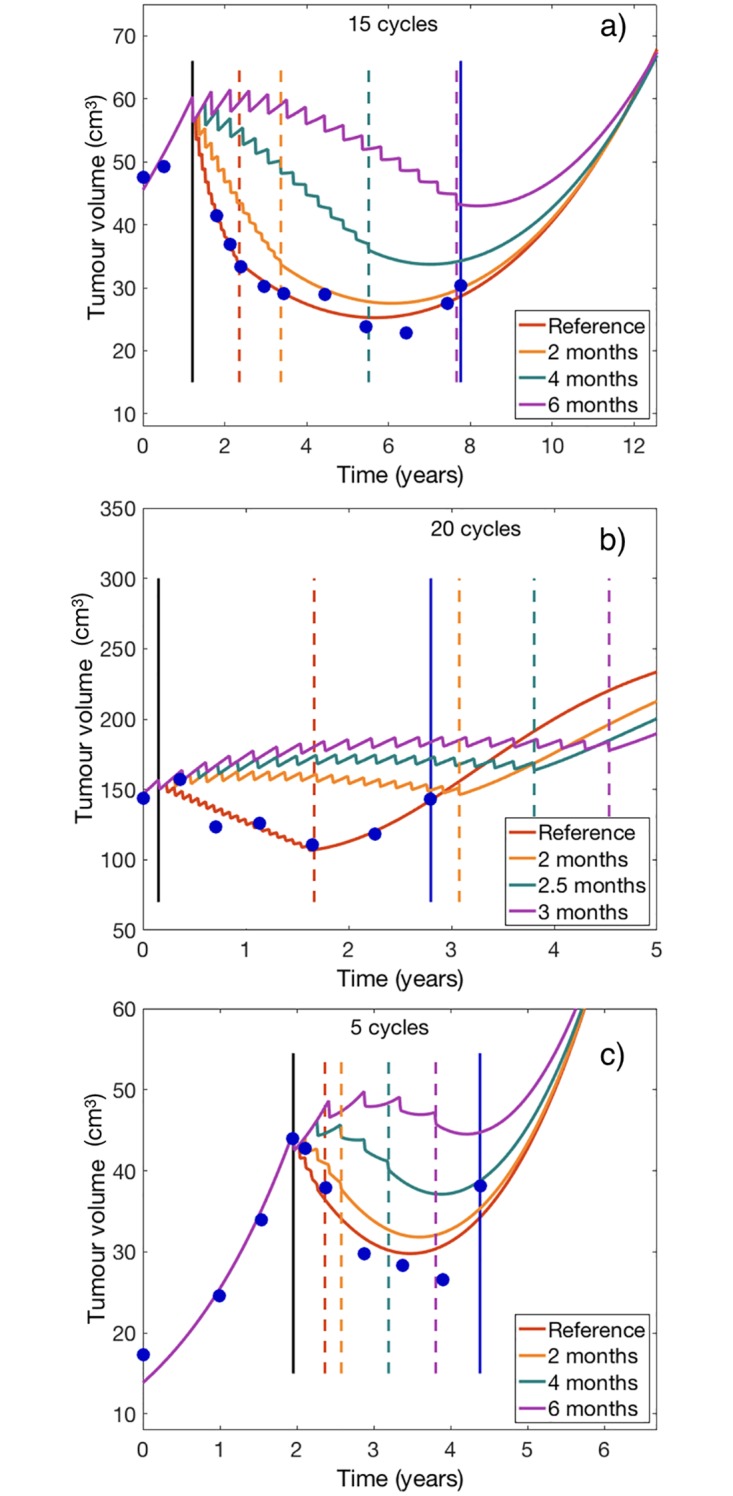 15 cycles
a)
70
60
50
40
30
20
10
Tumour volume (cm³)
Reference
2 months
4 months
6 months
0 2 4 6 8 10 12
Time (years)
20 cycles
b)
350
300
250
200
150
100
50
Tumour volume (cm³)
Reference
2 months
2.5 months
3 months
0 1 2 3 4 5
Time (years)
5 cycles
c)
60
50
40
30
20
10
Tumour volume (cm³)
Reference
2 months
4 months
6 months
0 1 2 3 4 5 6
Time (years)